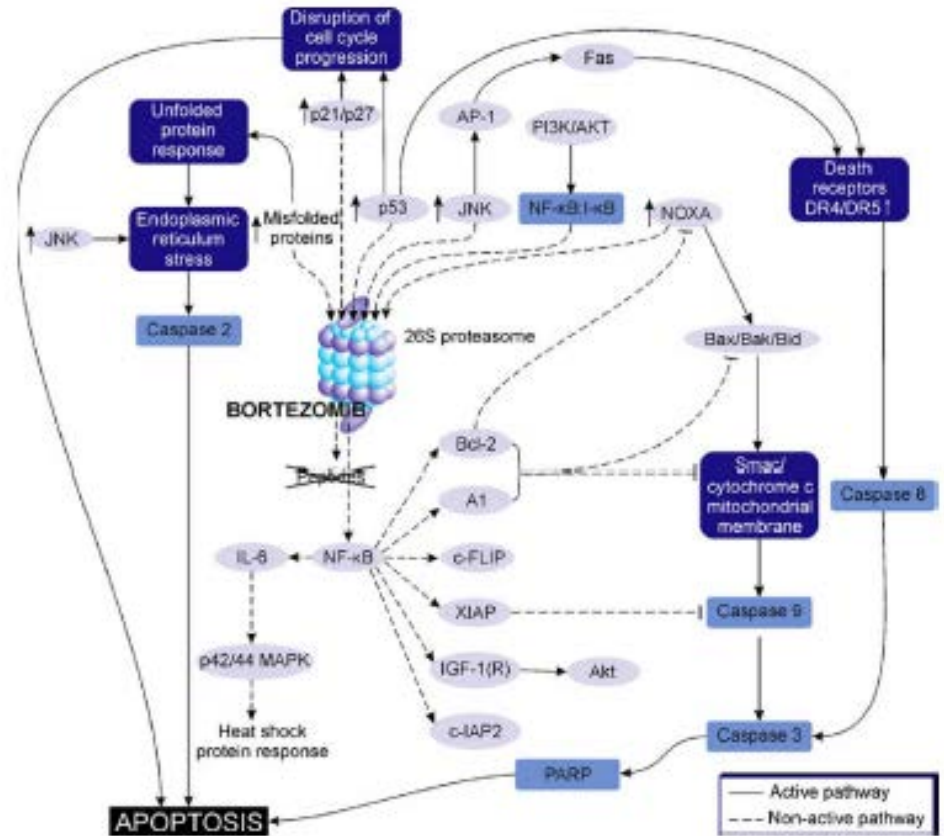 Disruption of
cell cycle
progression
Fas
p21/p27
AP-1
PI3K/AKT
Unfolded
protein
response
Death
receptors
DR4/DR5↑
p53
JNK
NF-κB:I-κB
NOXA
Misfolded
proteins
JNK
Endoplasmic
reticulum
stress
Caspase 2
26S proteasome
Bax/Bak/Bid
BORTEZOMIB
Bcl-2
Smac/
cytochrome c
mitochondrial
membrane
A1
Caspase 8
IL-6
NF-κB
c-FLIP
XIAP
Caspase 9
p42/44 MAPK
IGF-1(R)
Akt
Heat shock
protein response
c-IAP2
Caspase 3
PARP
Active pathway
Non-active pathway
APOPTOSIS